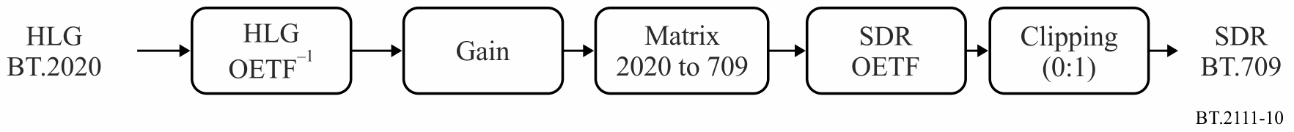 HLG
BT.2020
HLG
OETF⁻¹
Gain
Matrix
2020 to 709
SDR
OETF
Clipping
(0:1)
SDR
BT.709
BT.2111-10